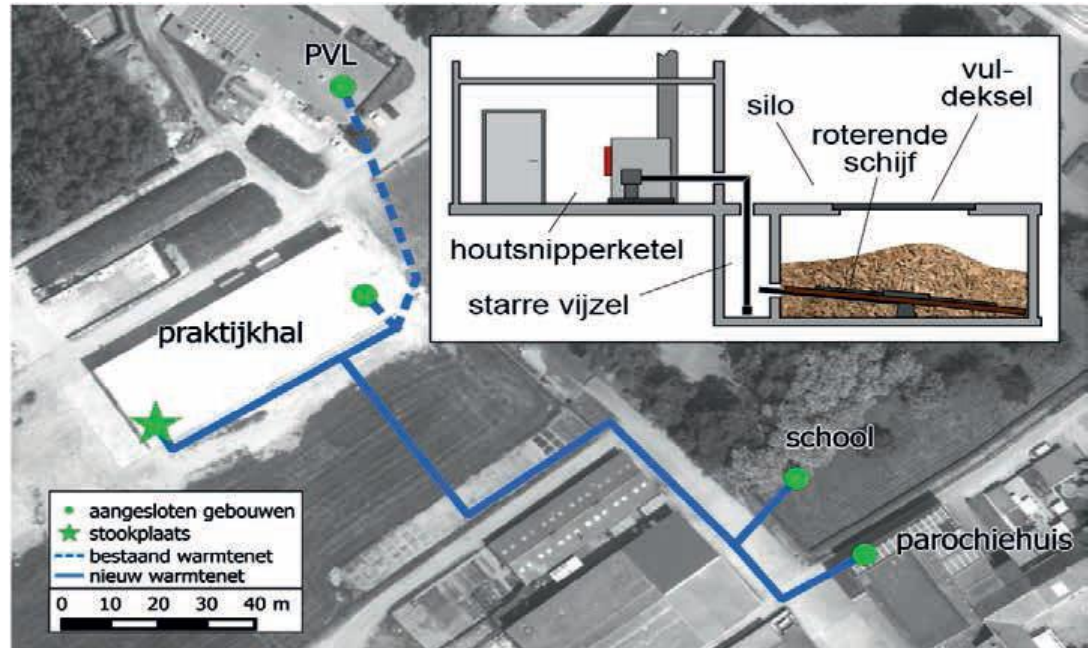 PVL
silo
vul-
deksel
roterende
schijf
houtsnipperketel
starre vijzel
praktijkhal
school
parochiehuis
aangesloten gebouwen
stookplaats
bestaand warmtenet
nieuw warmtenet
0 10 20 30 40 m